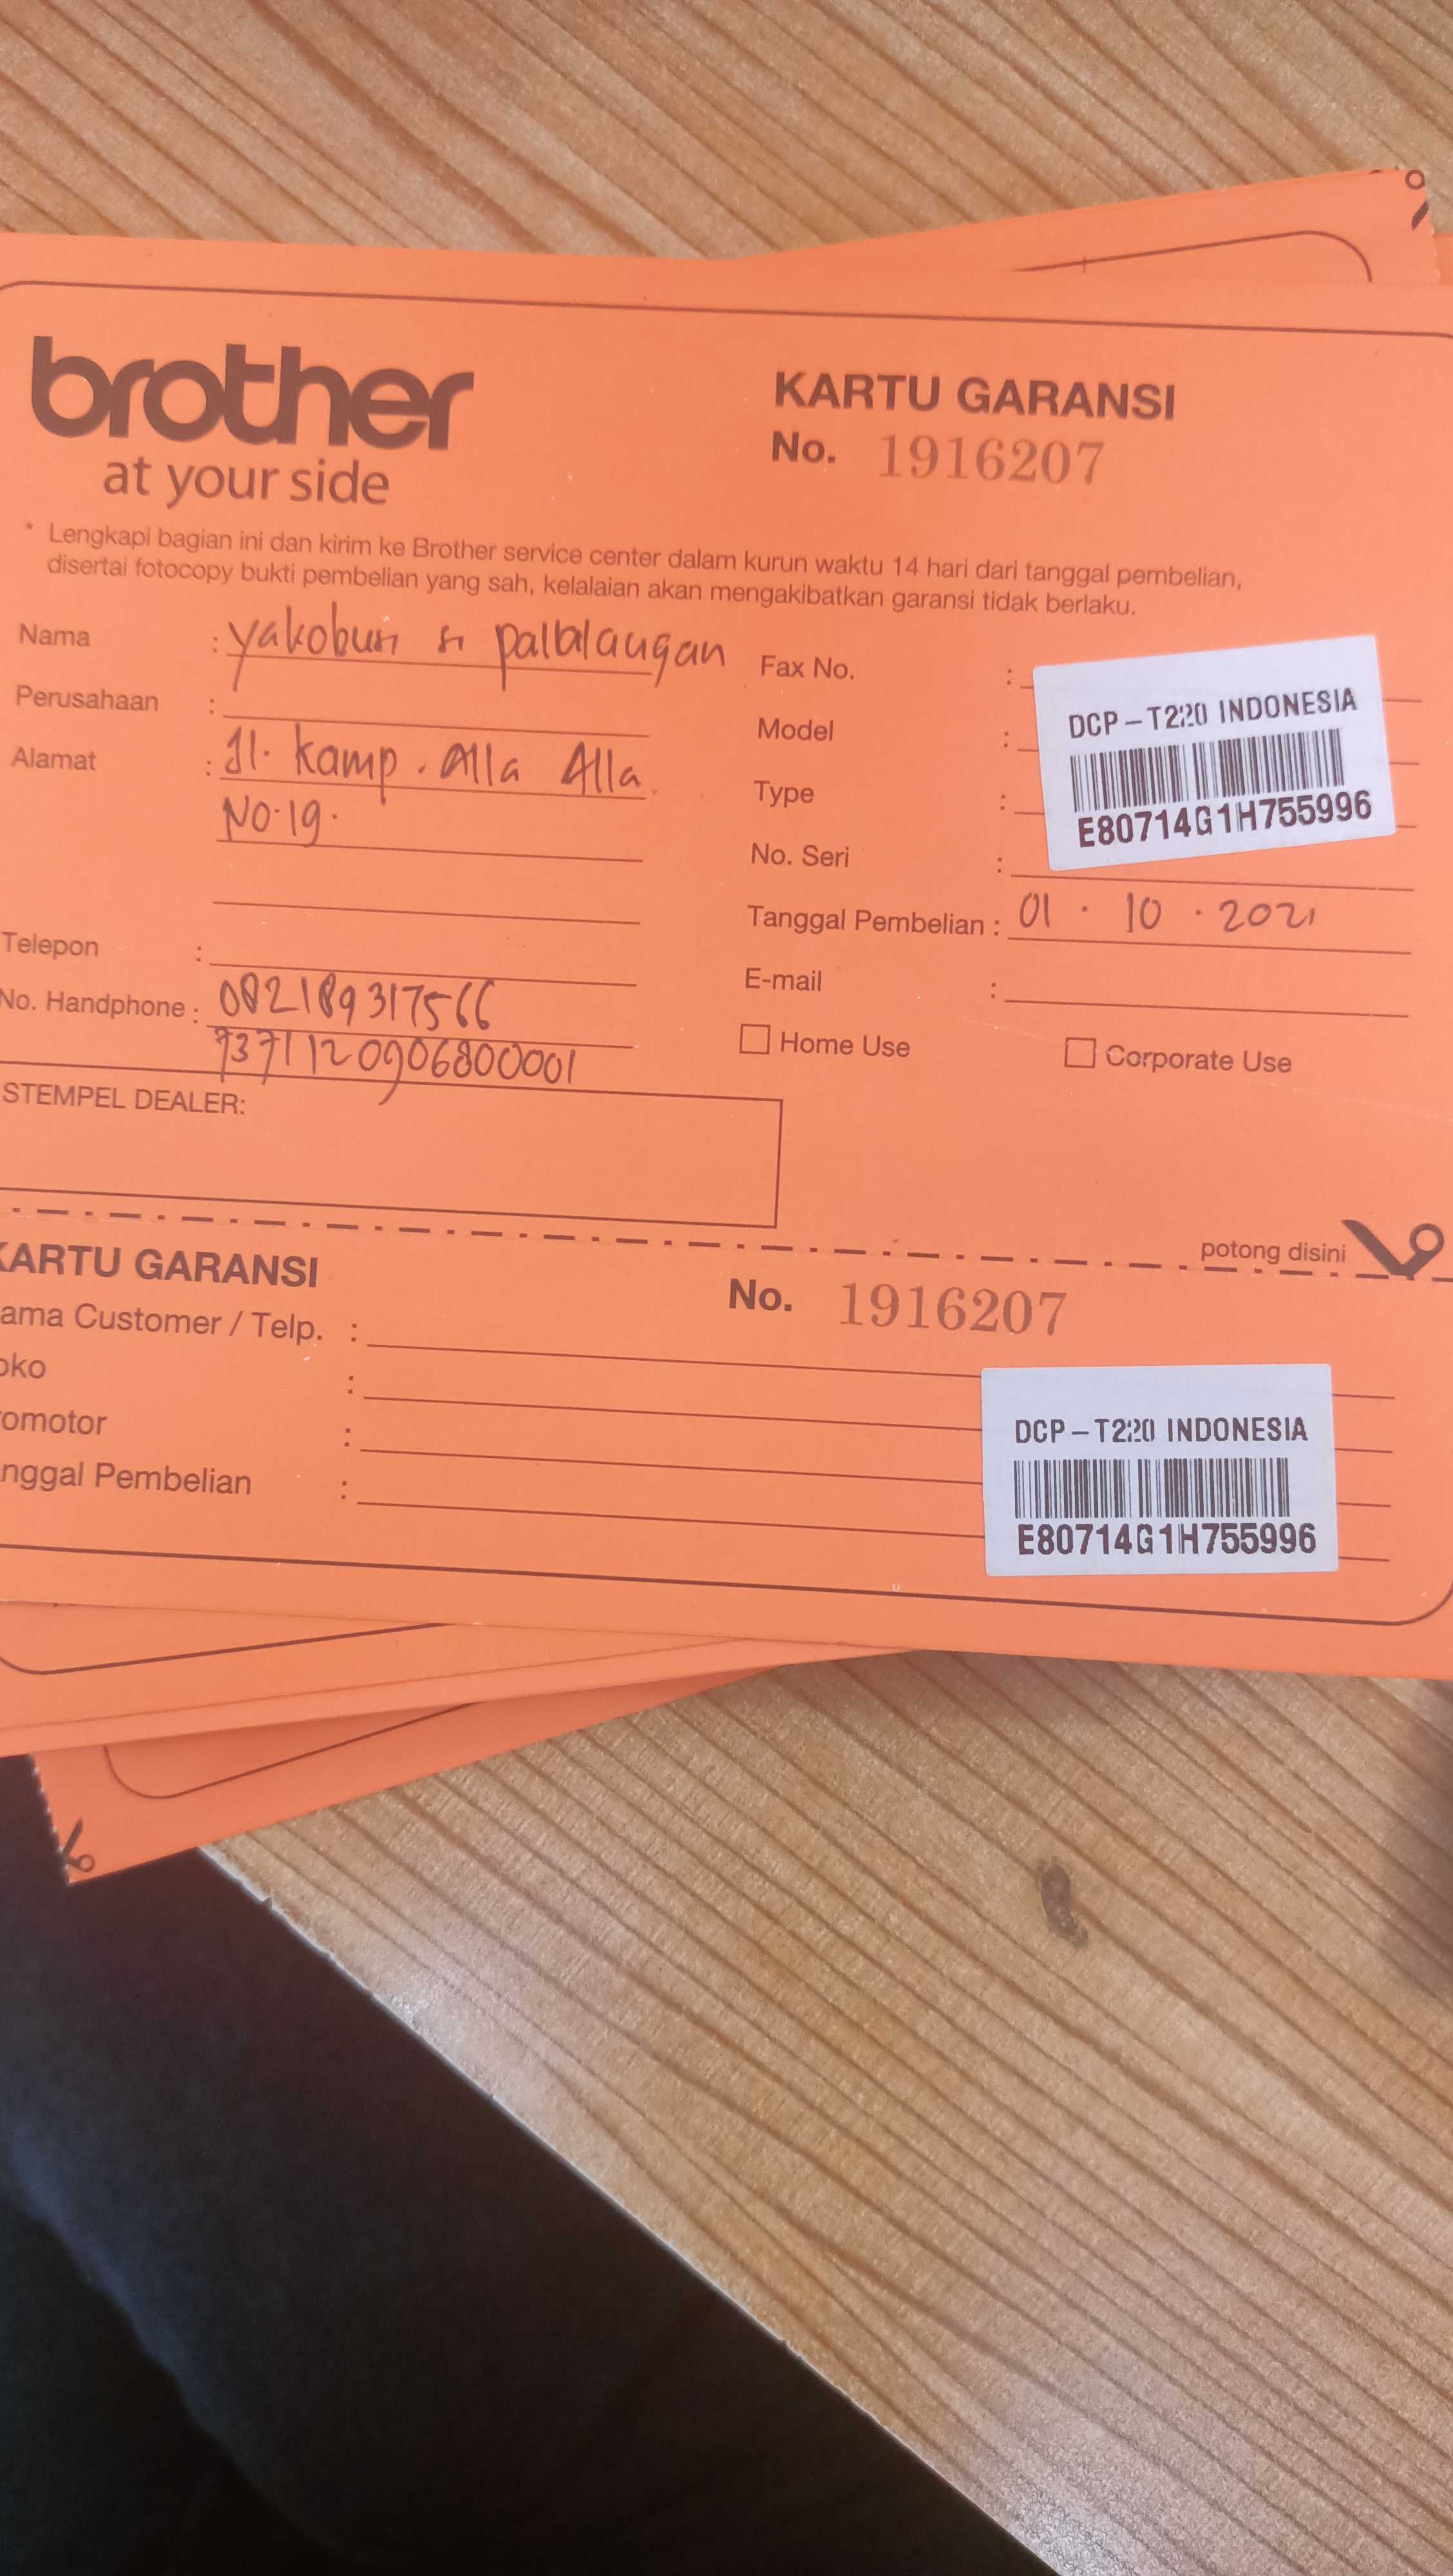 brother
at your side
KARTU GARANSI
No. 1916207
* Lengkapi bagian ini dan kirim ke Brother service center dalam kurun waktu 14 hari dari tanggal pembelian,
disertai fotocopy bukti pembelian yang sah, kelalaian akan mengakibatkan garansi tidak berlaku.
Nama : yakobus palalaugan
Perusahaan :
Alamat : Jl. kamp. Alla Alla
NO. 19.
Telepon :
No. Handphone : 082189317566
7371120906800001
STEMPEL DEALER:
Fax No. :
Model :
Type :
No. Seri :
DCP-T220 INDONESIA
E80714G1H755996
Tanggal Pembelian : 01 . 10 . 2021
E-mail :
Home Use
Corporate Use
potong disini
KARTU GARANSI
No. 1916207
ama Customer / Telp. :
oko :
omotor :
nggal Pembelian :
DCP-T220 INDONESIA
E80714G1H755996